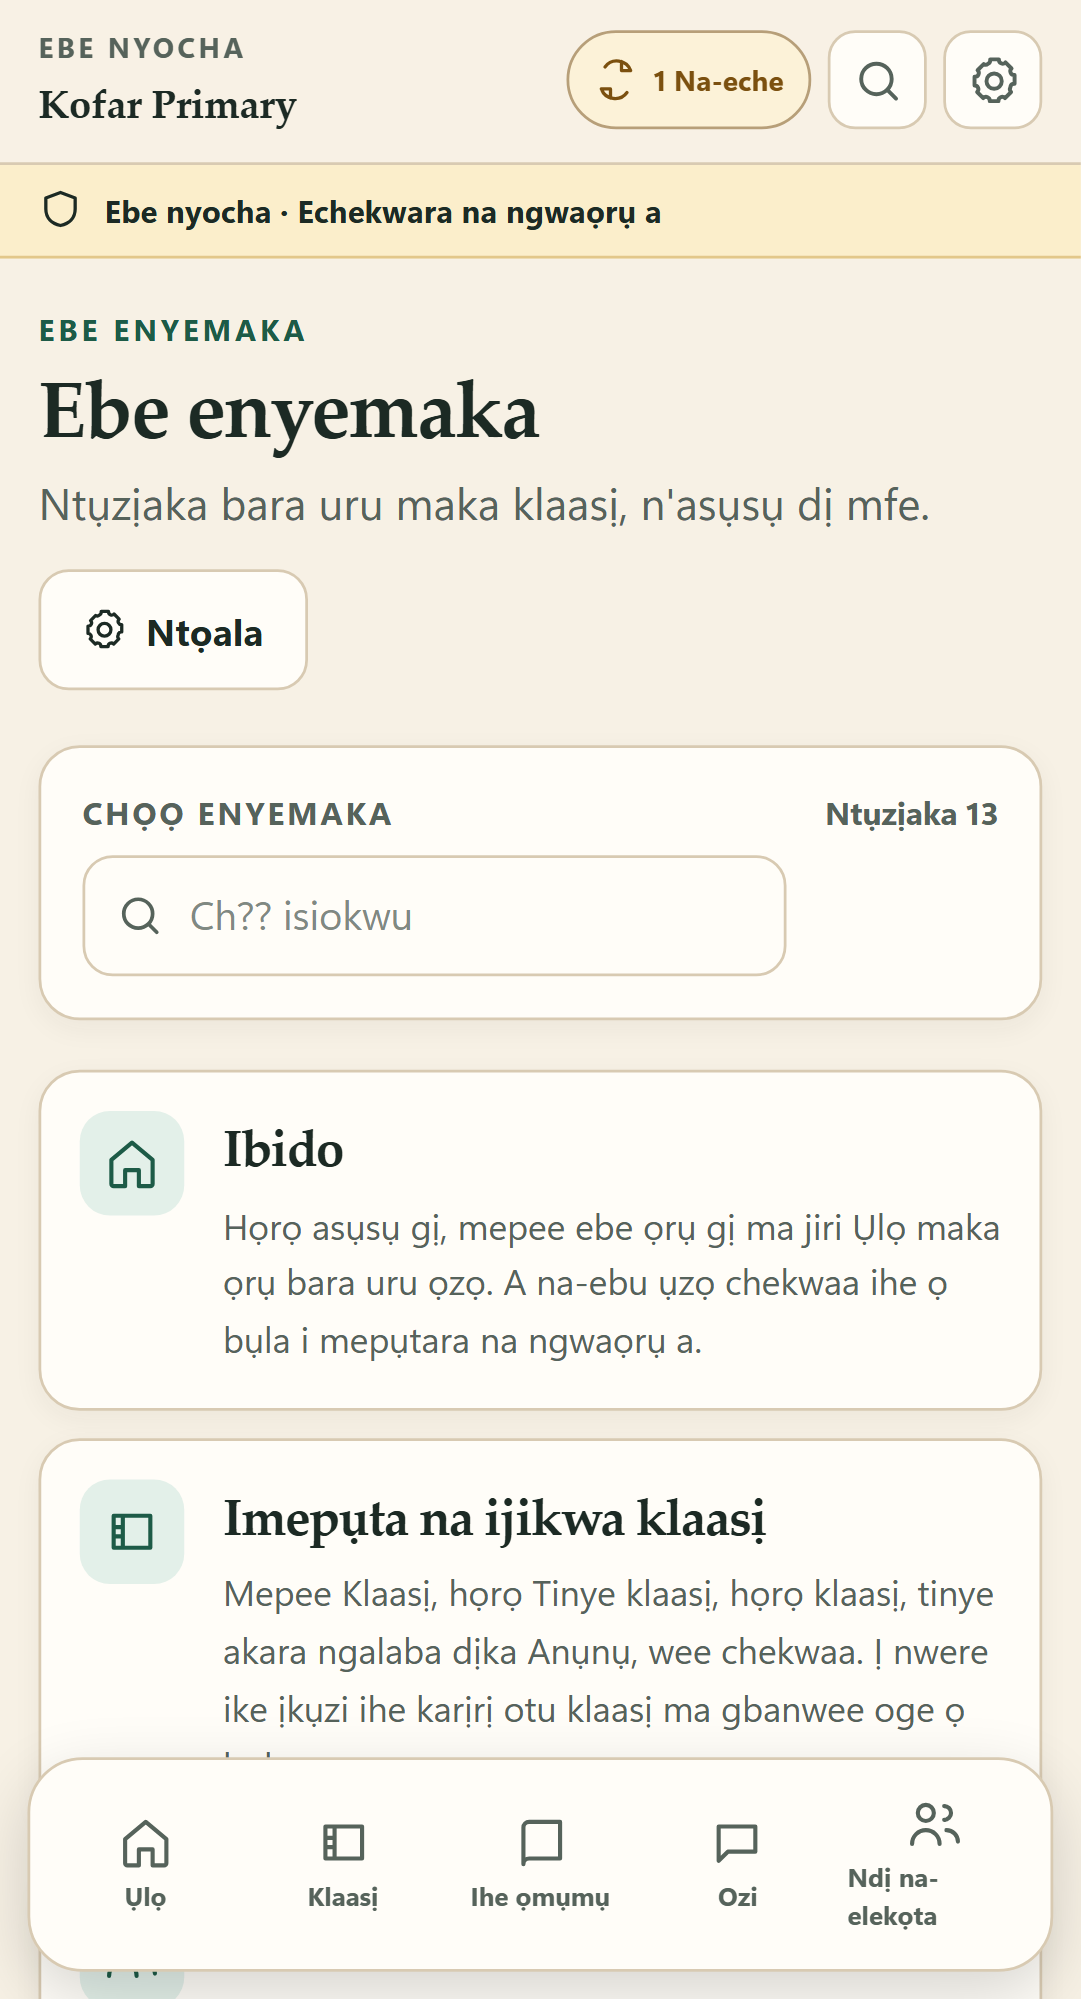 EBE NYOCHA
Kofar Primary
1 Na-eche
Ebe nyocha · Echekwara na ngwaọrụ a
EBE ENYEMAKA
Ebe enyemaka
Ntụzịaka bara uru maka klaasị, n'asụsụ dị mfe.
Ntọala
CHỌỌ ENYEMAKA
Ntụzịaka 13
Ch?? isiokwu
Ibido
Họrọ asụsụ gị, mepee ebe ọrụ gị ma jiri Ụlọ maka
ọrụ bara uru ọzọ. A na-ebu ụzọ chekwaa ihe ọ
bụla i mepụtara na ngwaọrụ a.
Imepụta na ijikwa klaasị
Mepee Klaasị, họrọ Tinye klaasị, họrọ klaasị, tinye
akara ngalaba dịka Anụnụ, wee chekwaa. Ị nwere
ike ịkụzi ihe karịrị otu klaasị ma gbanwee oge ọ
Ụlọ
Klaasị
Ihe ọmụmụ
Ozi
Ndị na-
elekọta